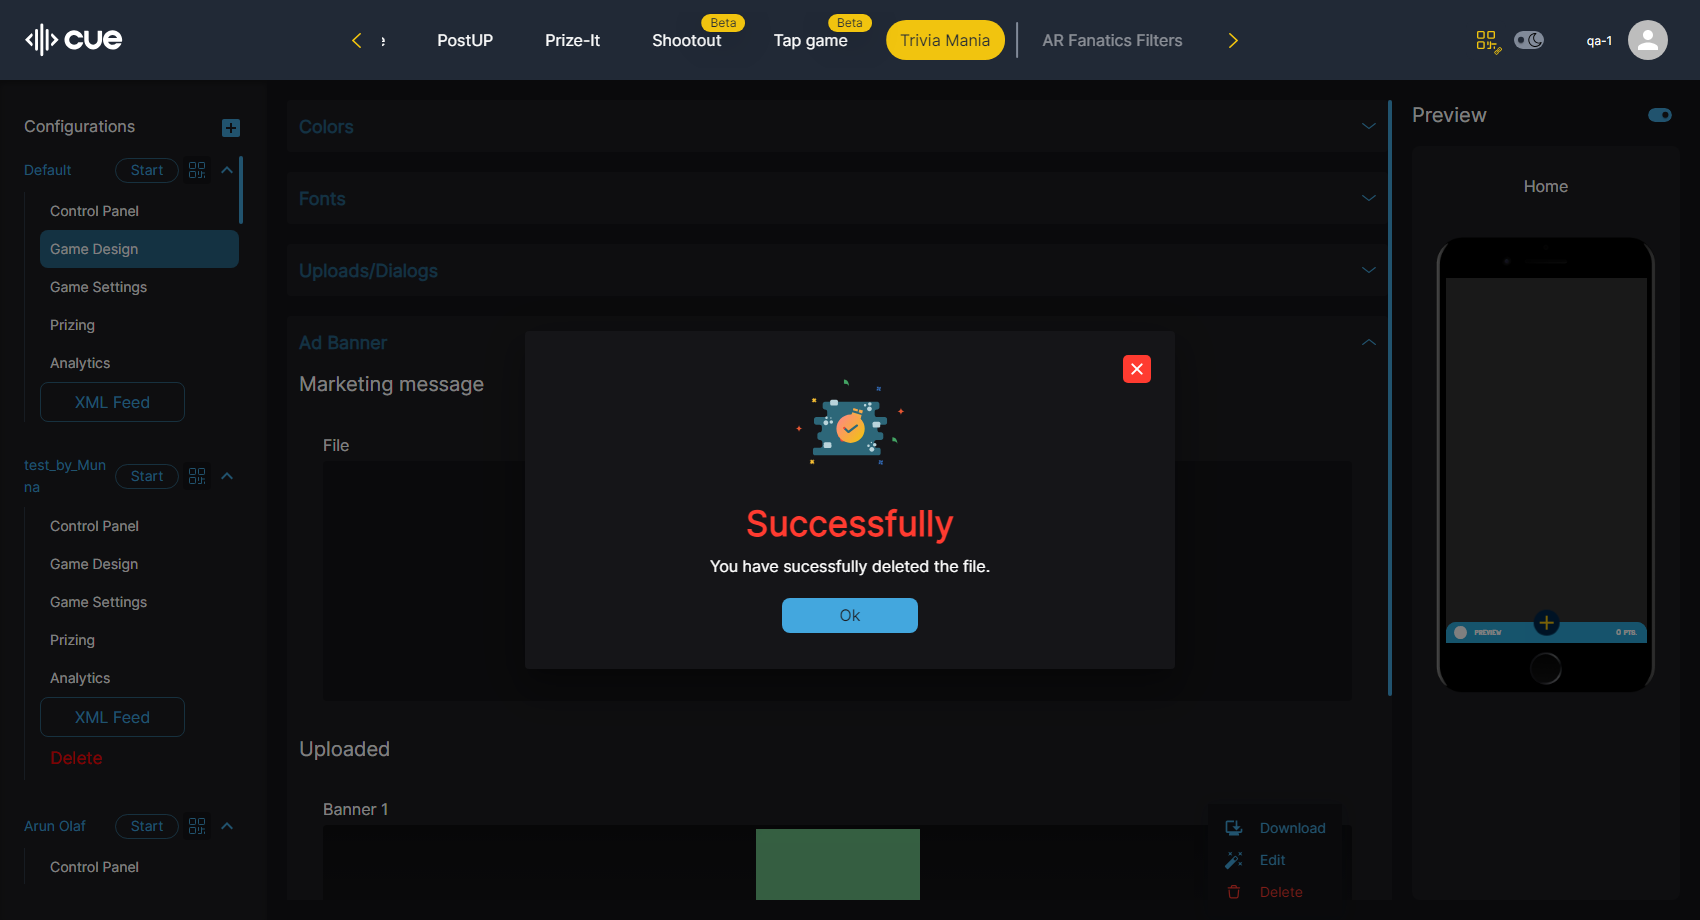 cue
PostUP
Prize-It
Shootout
Beta
Tap game
Beta
Trivia Mania
AR Fanatics Filters
qa-1
Configurations
Default
Start
Control Panel
Game Design
Game Settings
Prizing
Analytics
XML Feed
test_by_Mun
na
Start
Control Panel
Game Design
Game Settings
Prizing
Analytics
XML Feed
Delete
Arun Olaf
Start
Control Panel
Colors
Fonts
Uploads/Dialogs
Ad Banner
Marketing message
File
Successfully
You have sucessfully deleted the file.
Ok
Uploaded
Banner 1
Download
Edit
Delete
Preview
Home
PREVIEW
0 PTS.